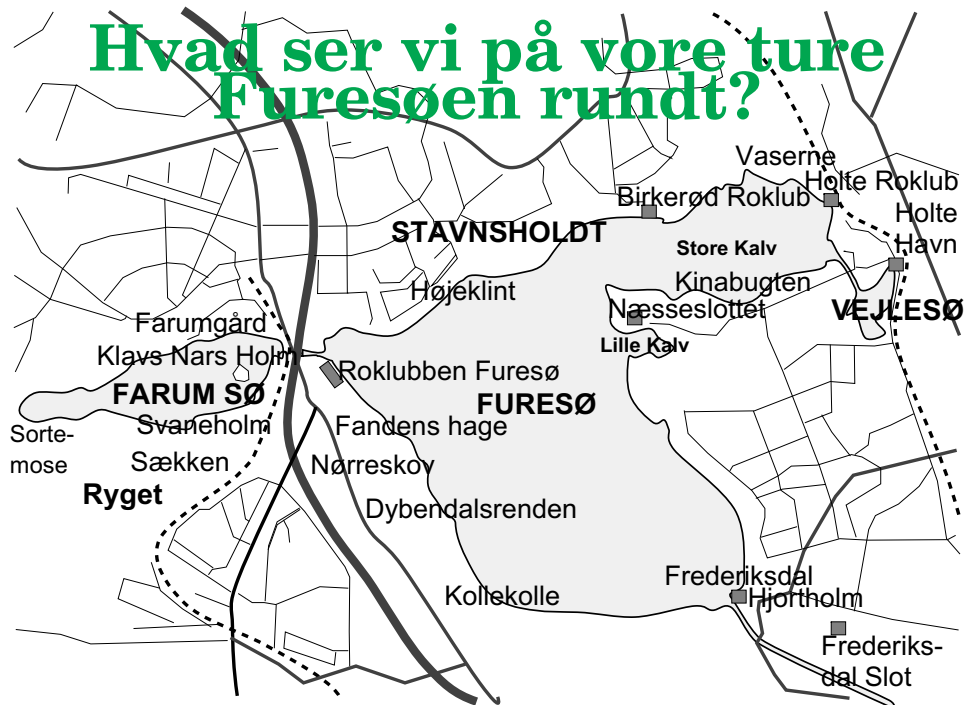 Hvad ser vi på vore ture
Furesøen rundt?
Vaserne
Holte Roklub
Birkerød Roklub
Holte
Havn
STAVNSHOLDT
Store Kalv
Kinabugten
Højeklint
Næsseslottet
VEJLESØ
Farumgård
Lille Kalv
Klavs Nars Holm
Roklubben Furesø
FARUM SØ
FURESØ
Svaneholm
Fandens hage
Sorte-
mose
Sækken
Nørreskov
Ryget
Dybendalsrenden
Frederiksdal
Kollekolle
Hjortholm
Frederiks-
dal Slot